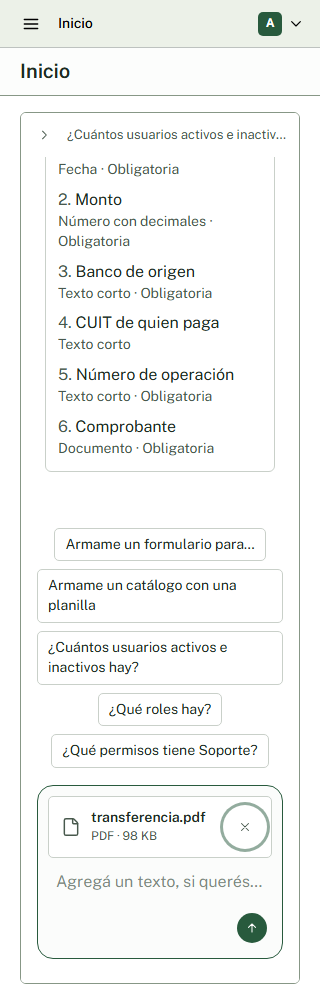 Inicio
A
Inicio
¿Cuántos usuarios activos e inactiv...
Fecha · Obligatoria
2. Monto
Número con decimales ·
Obligatoria
3. Banco de origen
Texto corto · Obligatoria
4. CUIT de quien paga
Texto corto
5. Número de operación
Texto corto · Obligatoria
6. Comprobante
Documento · Obligatoria
Armame un formulario para...
Armame un catálogo con una
planilla
¿Cuántos usuarios activos e
inactivos hay?
¿Qué roles hay?
¿Qué permisos tiene Soporte?
transferencia.pdf
PDF · 98 KB
Agregá un texto, si querés...